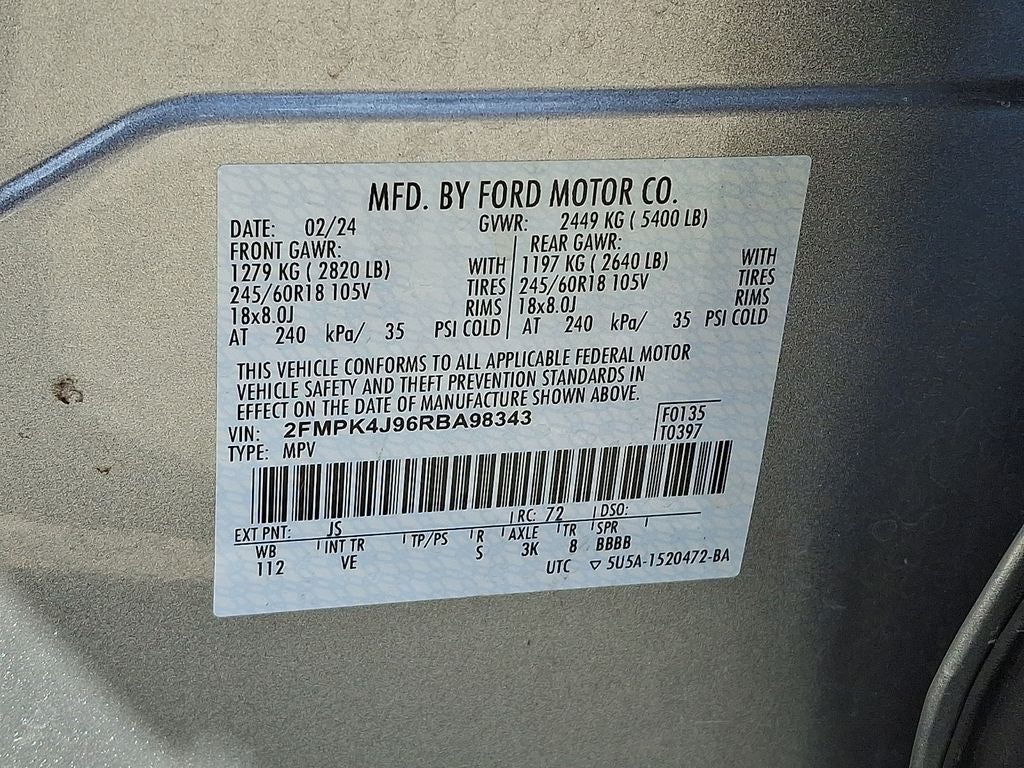 MFD. BY FORD MOTOR CO.
DATE: 02/24 GVWR: 2449 KG ( 5400 LB)
FRONT GAWR: REAR GAWR:
1279 KG ( 2820 LB) WITH 1197 KG ( 2640 LB) WITH
245/60R18 105V TIRES 245/60R18 105V TIRES
18x8.0J RIMS 18x8.0J RIMS
AT 240 kPa/ 35 PSI COLD AT 240 kPa/ 35 PSI COLD
THIS VEHICLE CONFORMS TO ALL APPLICABLE FEDERAL MOTOR
VEHICLE SAFETY AND THEFT PREVENTION STANDARDS IN
EFFECT ON THE DATE OF MANUFACTURE SHOWN ABOVE.
VIN: 2FMPK4J96RBA98343 F0135
TYPE: MPV T0397
EXT PNT: JS RC: 72 DSO:
WB INT TR TP/PS R AXLE TR SPR
112 VE S 3K 8 BBBB
UTC ▽ 5U5A-1520472-BA